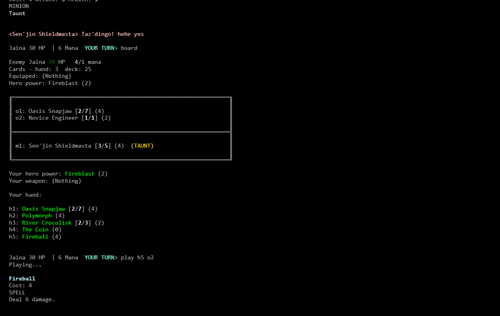 MINION
Taunt
<Sen'jin Shieldmasta> Taz'dingo! hehe yes
Jaina 30 HP | 6 Mana YOUR TURN> board
Enemy Jaina 10 HP 4/1 mana
Cards - hand: 3 deck: 25
Equipped: (Nothing)
Hero power: Fireblast (2)
o1: Oasis Snapjaw [2/7] (4)
o2: Novice Engineer [1/1] (2)
m1: Sen'jin Shieldmasta [3/5] (4) (TAUNT)
Your hero power: Fireblast (2)
Your weapon: (Nothing)
Your hand:
h1: Oasis Snapjaw [2/7] (4)
h2: Polymorph (4)
h3: River Crocolisk [2/3] (2)
h4: The Coin (0)
h5: Fireball (4)
Jaina 30 HP | 6 Mana YOUR TURN> play h5 o2
Playing...
Fireball
Cost: 4
SPELL
Deal 6 damage.